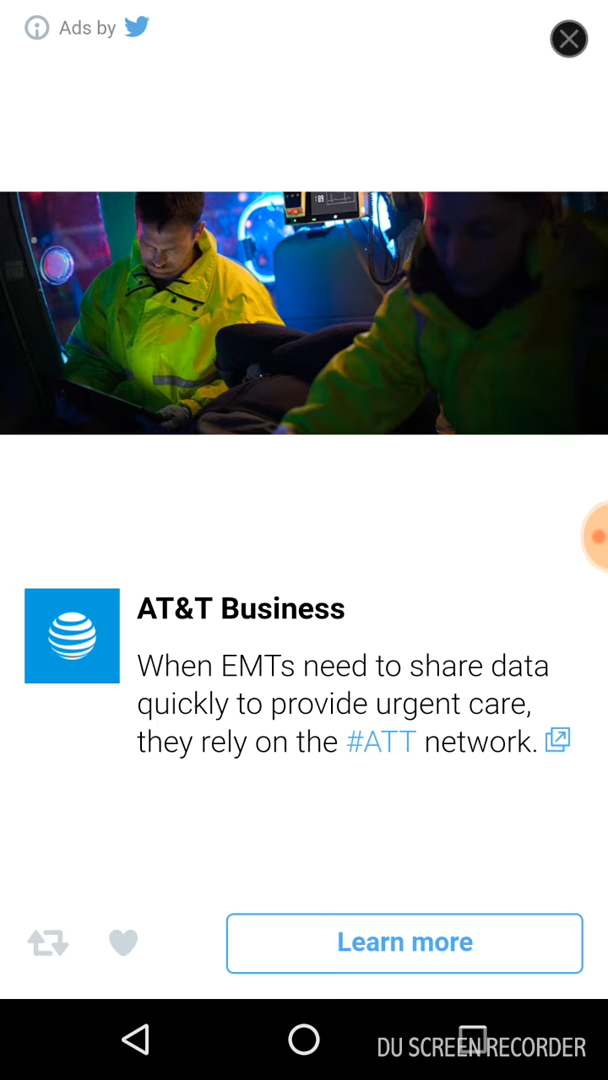 Ads by
:89
AT&T Business
When EMTs need to share data
quickly to provide urgent care,
they rely on the #ATT network.
Learn more
DU SCREEN RECORDER